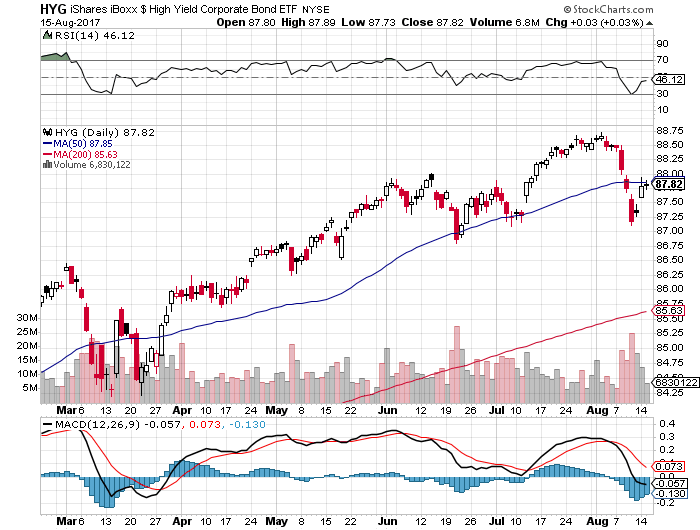 HYG iShares iBoxx $ High Yield Corporate Bond ETF NYSE © StockCharts.com
15-Aug-2017 Open 87.80 High 87.89 Low 87.73 Close 87.82 Volume 6.8M Chg +0.03 (+0.03%)
RSI(14) 46.12
90
70
50
46.12
30
10
HYG (Daily) 87.82
MA(50) 87.85
MA(200) 85.63
Volume 6,830,122
88.75
88.50
88.25
88.00
87.82
87.50
87.25
87.00
86.75
86.50
86.25
86.00
85.63
85.50
85.25
85.00
84.75
84.50
84.25
30M
25M
20M
15M
10M
5M
6830122
Mar 6 13 20 27 Apr 10 17 24 May 8 15 22 Jun 12 19 26 Jul 10 17 24 Aug 7 14
MACD(12,26,9) -0.057, 0.073, -0.130
0.4
0.3
0.2
0.073
-0.057
-0.130
-0.2
Mar 6 13 20 27 Apr 10 17 24 May 8 15 22 Jun 12 19 26 Jul 10 17 24 Aug 7 14